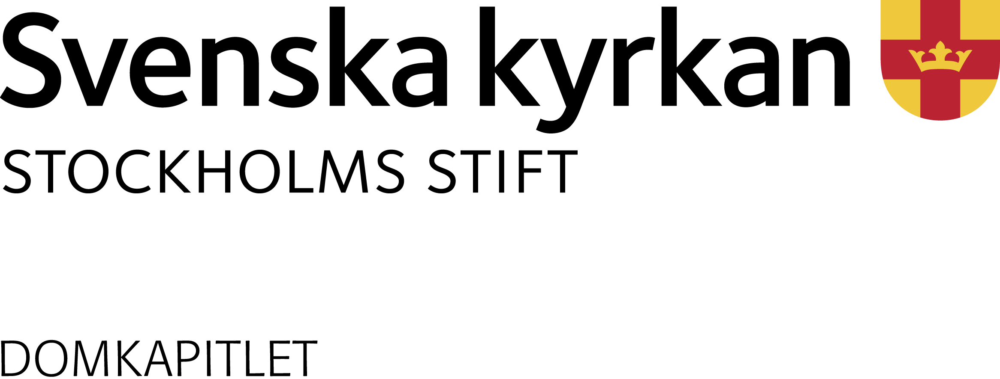 Svenska kyrkan
STOCKHOLMS STIFT
DOMKAPITLET